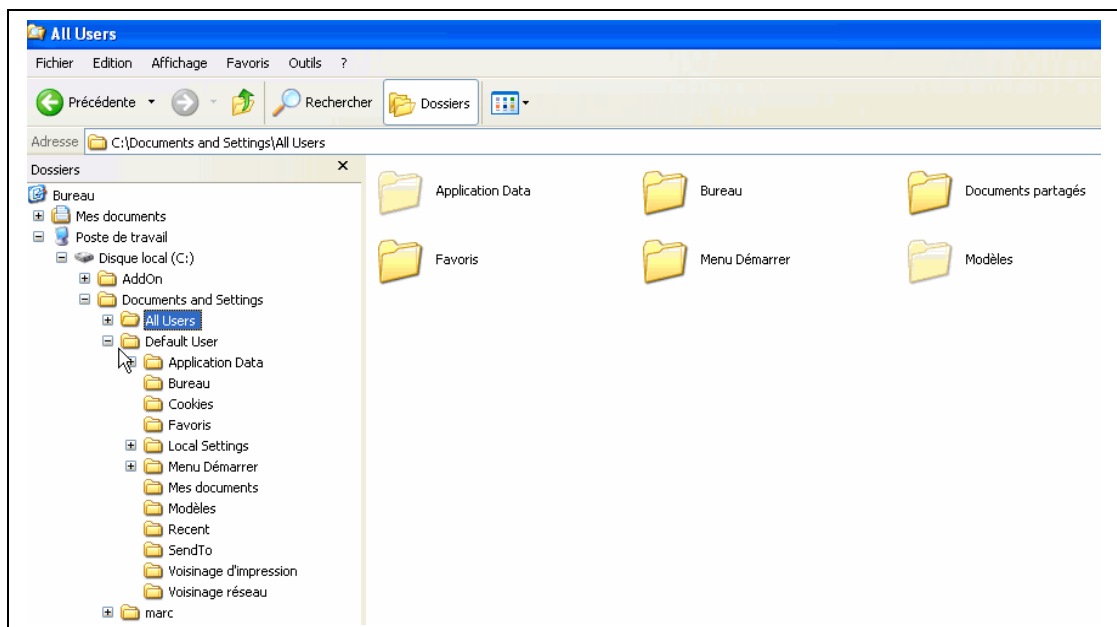 All Users
Fichier Edition Affichage Favoris Outils ?
Précédente Rechercher Dossiers
Adresse C:\Documents and Settings\All Users
Dossiers
Bureau
Mes documents
Poste de travail
Disque local (C:)
AddOn
Documents and Settings
All Users
Default User
Application Data
Bureau
Cookies
Favoris
Local Settings
Menu Démarrer
Mes documents
Modèles
Recent
SendTo
Voisinage d'impression
Voisinage réseau
marc
Application Data Bureau Documents partagés
Favoris Menu Démarrer Modèles